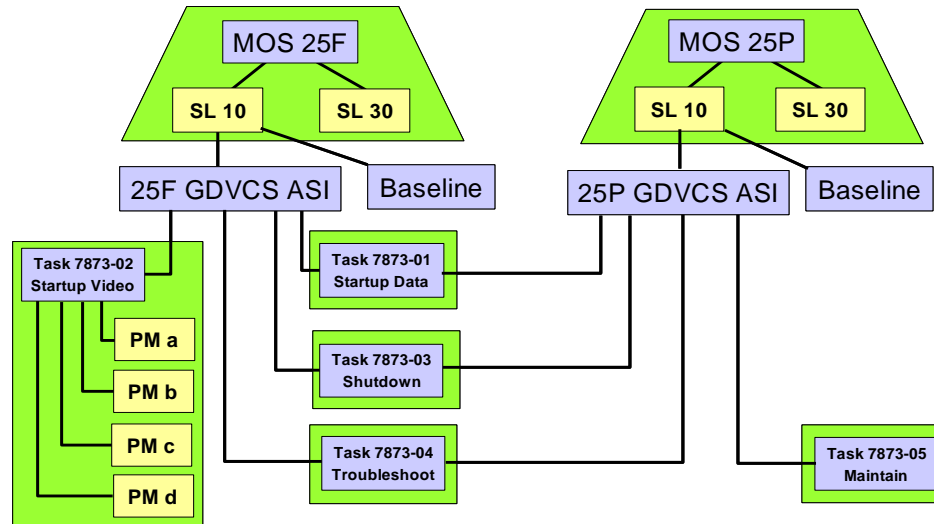 MOS 25F
SL 10
SL 30
25F GDVCS ASI
Baseline
MOS 25P
SL 10
SL 30
25P GDVCS ASI
Baseline
Task 7873-02
Startup Video
PM a
PM b
PM c
PM d
Task 7873-01
Startup Data
Task 7873-03
Shutdown
Task 7873-04
Troubleshoot
Task 7873-05
Maintain